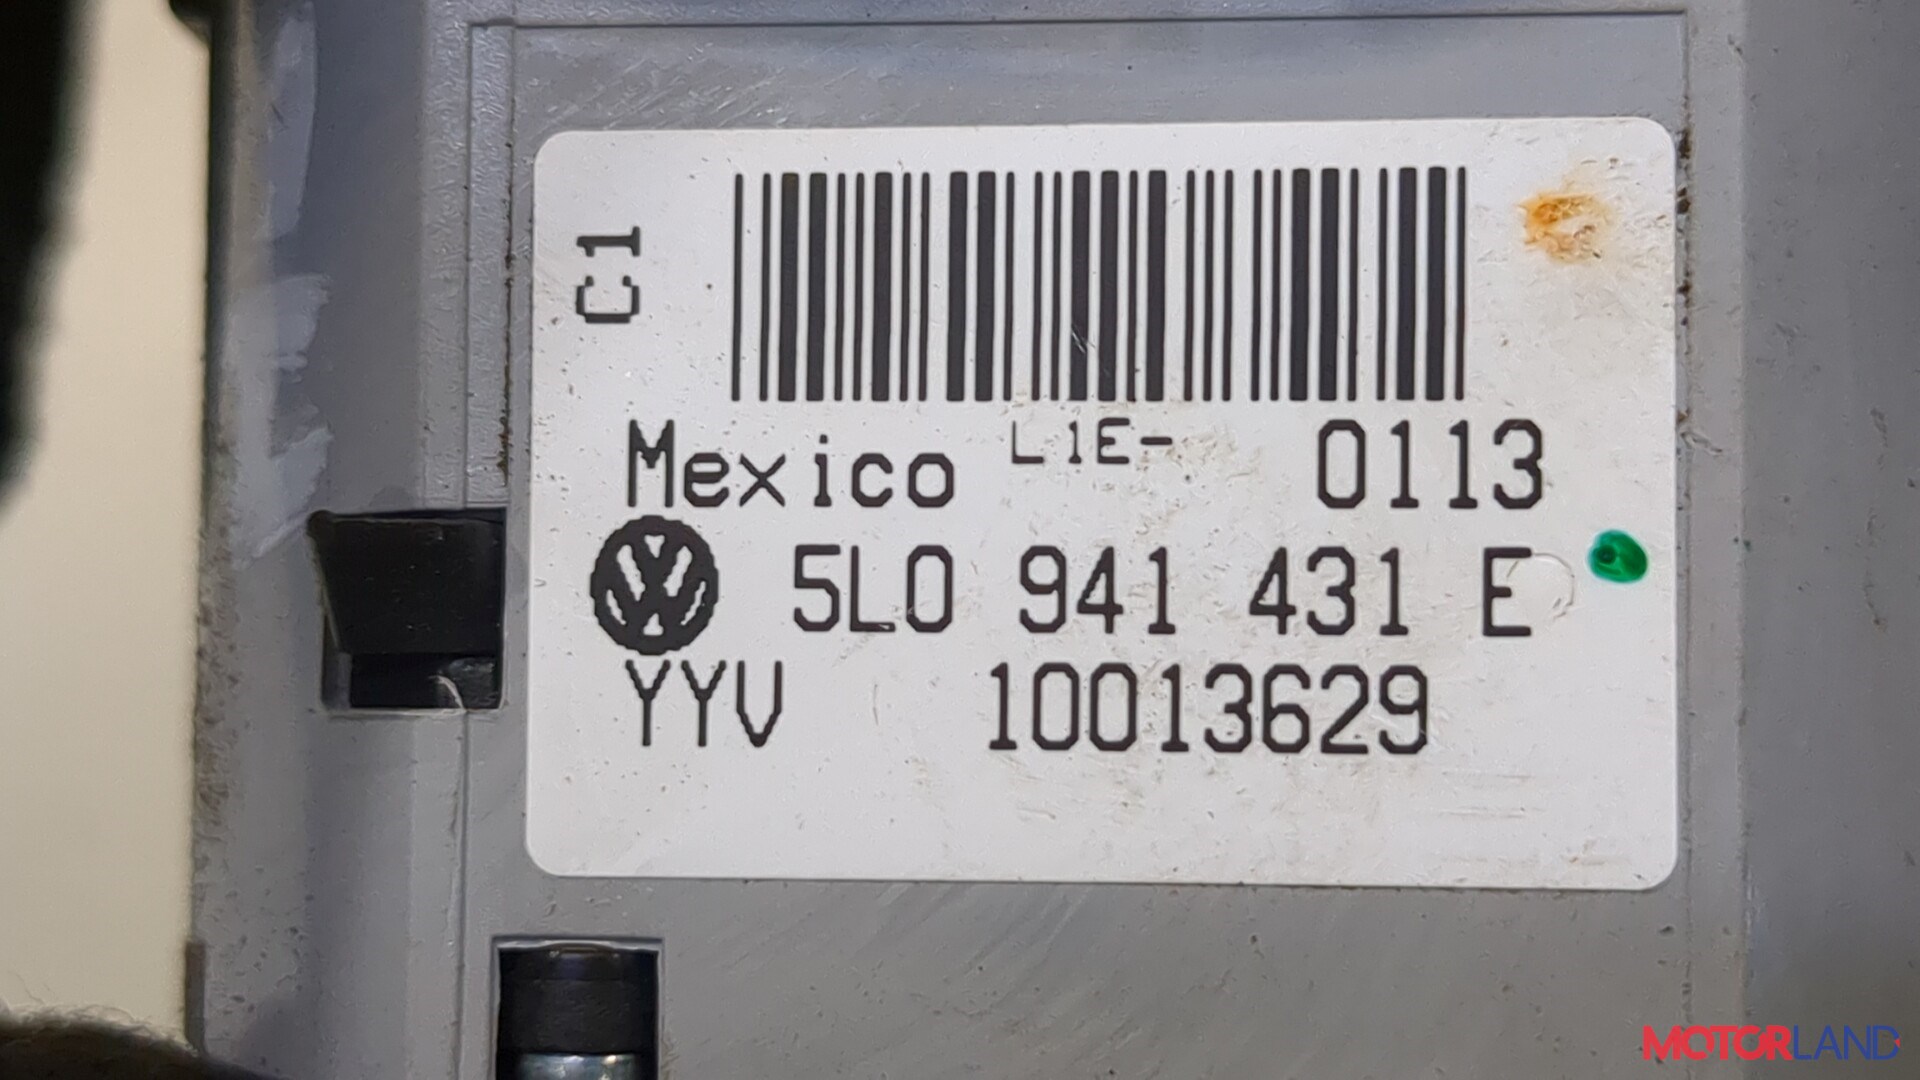 C1
Mexico L1E- 0113
5L0 941 431 E
YYV 10013629
MOTORLAND